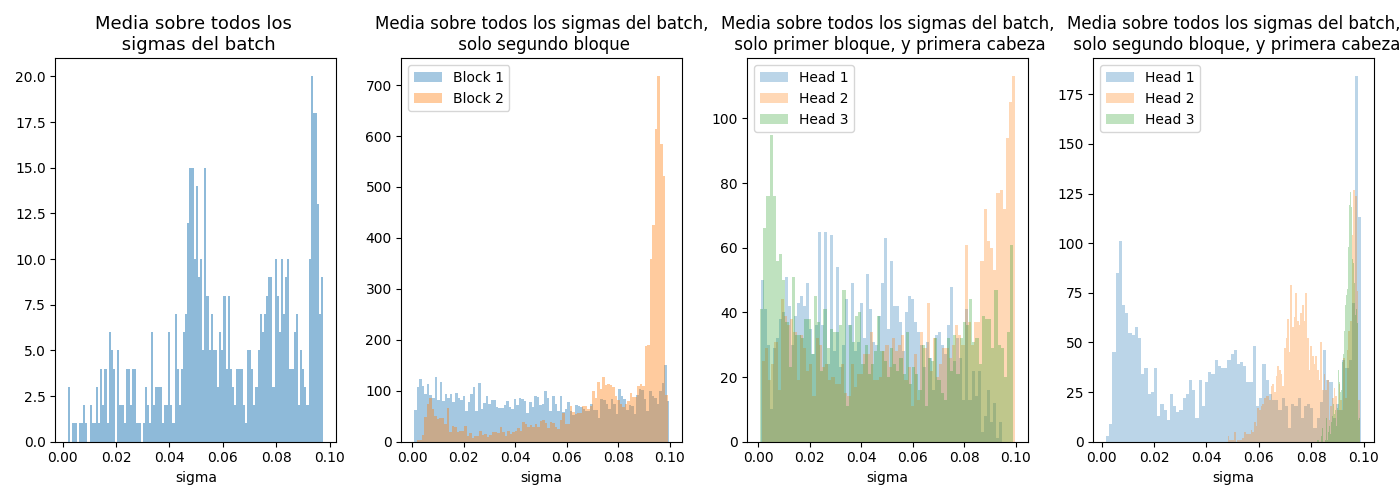 Media sobre todos los
sigmas del batch
20.0
17.5
15.0
12.5
10.0
7.5
5.0
2.5
0.0
0.00 0.02 0.04 0.06 0.08 0.10
sigma
Media sobre todos los sigmas del batch,
solo segundo bloque
Block 1
Block 2
700
600
500
400
300
200
100
0
0.00 0.02 0.04 0.06 0.08 0.10
sigma
Media sobre todos los sigmas del batch,
solo primer bloque, y primera cabeza
Head 1
Head 2
Head 3
100
80
60
40
20
0
0.00 0.02 0.04 0.06 0.08 0.10
sigma
Media sobre todos los sigmas del batch,
solo segundo bloque, y primera cabeza
Head 1
Head 2
Head 3
175
150
125
100
75
50
25
0
0.00 0.02 0.04 0.06 0.08 0.10
sigma